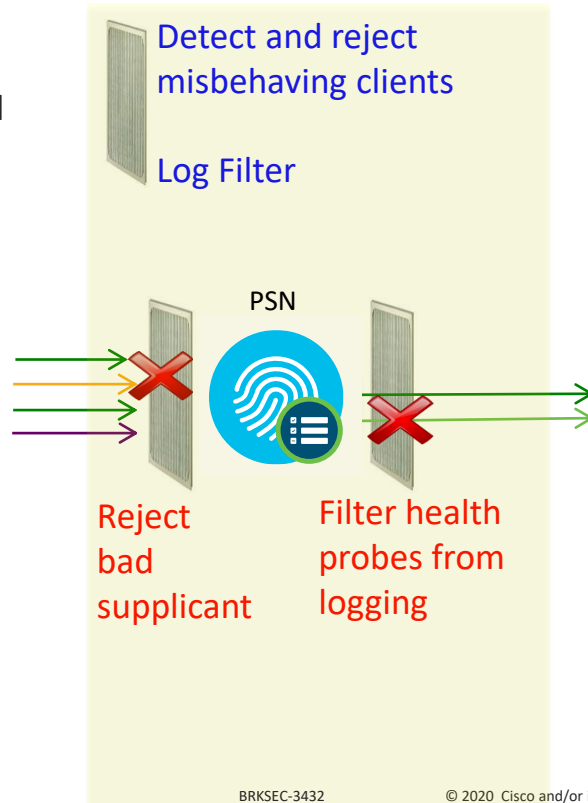 Detect and reject
misbehaving clients
Log Filter
PSN
Reject
bad
supplicant
Filter health
probes from
logging
BRKSEC-3432
© 2020 Cisco and/or